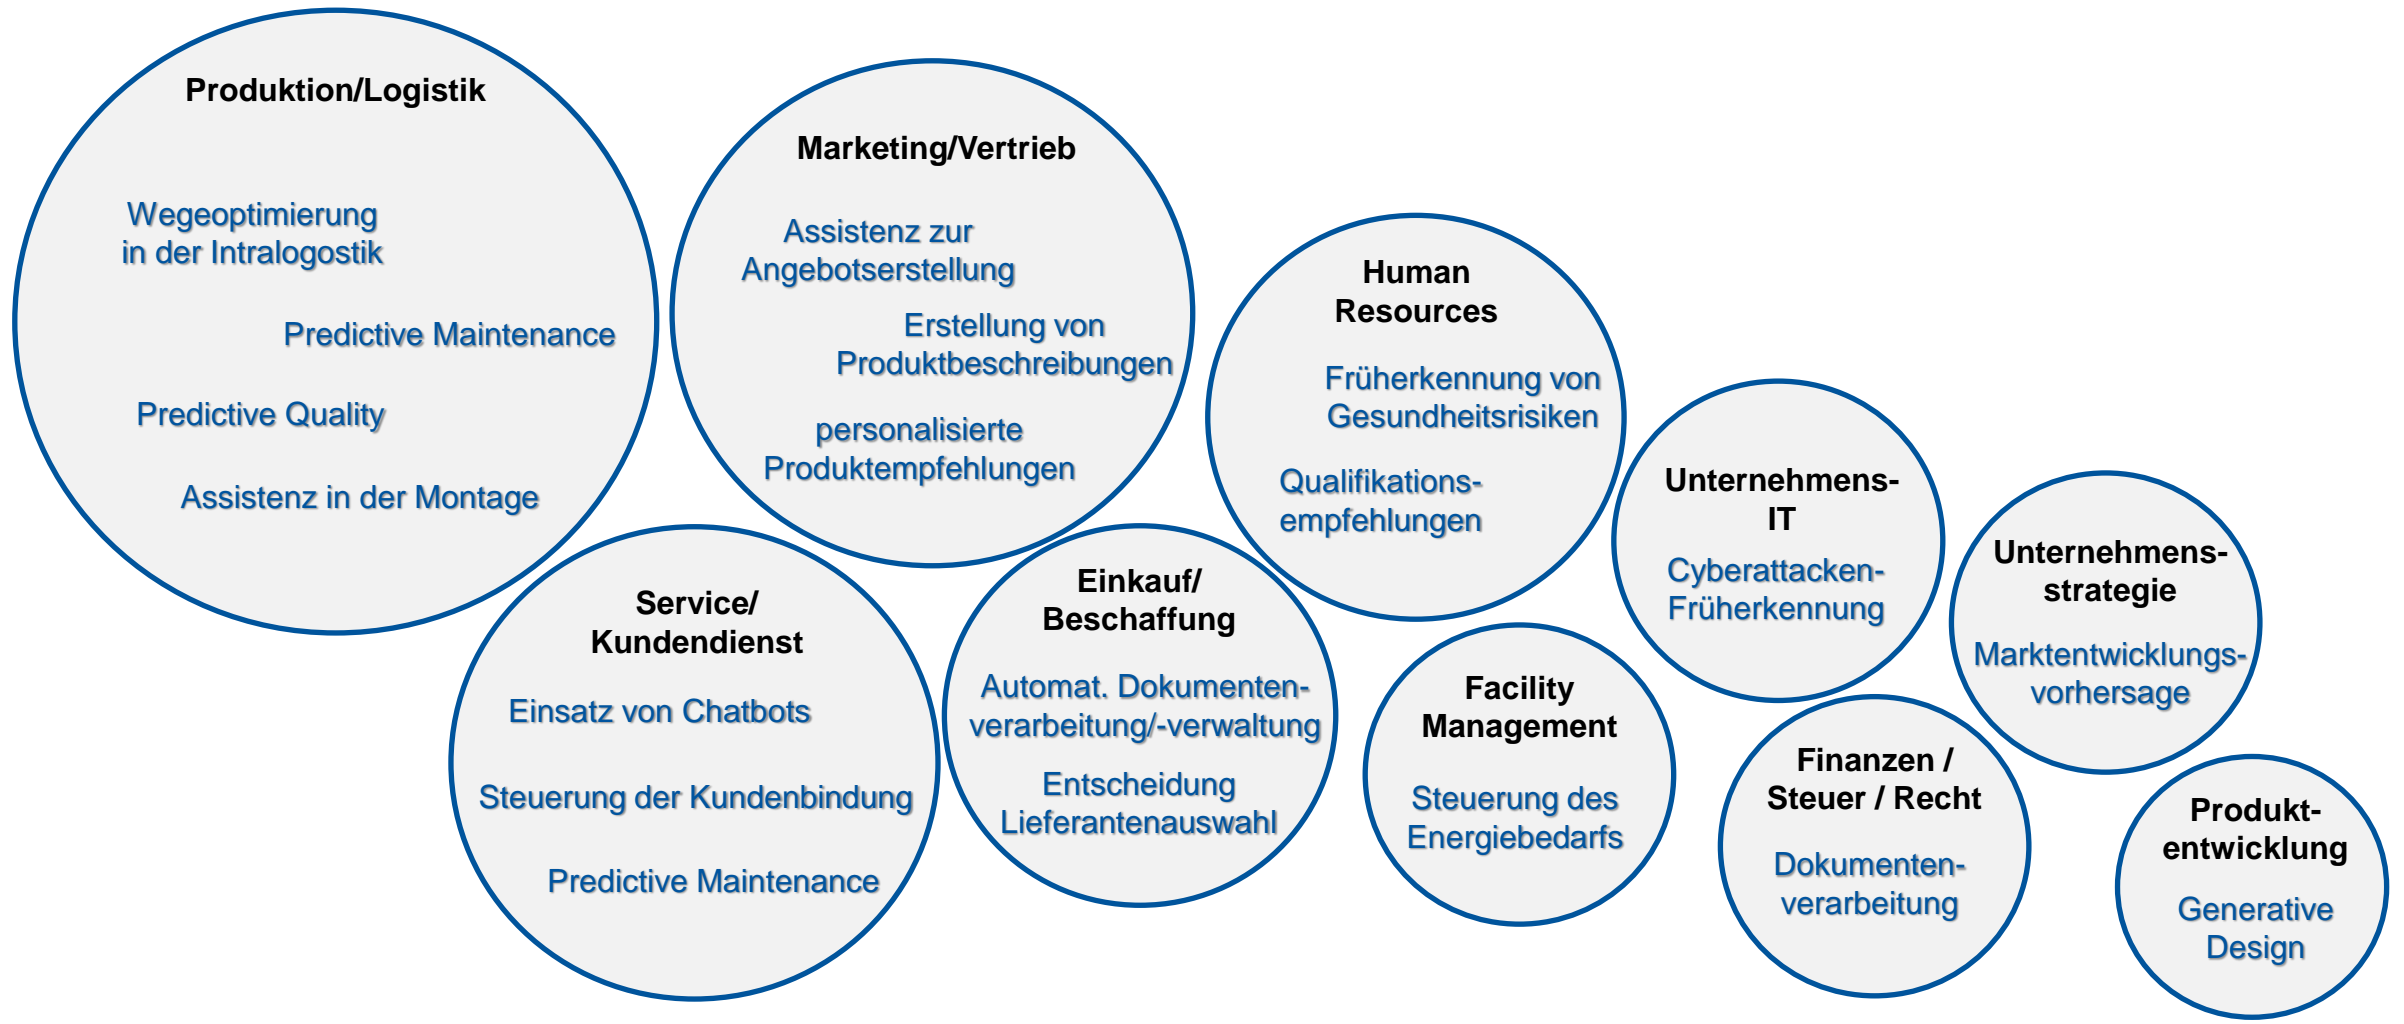 Produktion/Logistik
Wegeoptimierung
in der Intralogostik
Predictive Maintenance
Predictive Quality
Assistenz in der Montage
Marketing/Vertrieb
Assistenz zur
Angebotserstellung
Erstellung von
Produktbeschreibungen
personalisierte
Produktempfehlungen
Service/
Kundendienst
Einsatz von Chatbots
Steuerung der Kundenbindung
Predictive Maintenance
Einkauf/
Beschaffung
Automat. Dokumenten-
verarbeitung/-verwaltung
Entscheidung
Lieferantenauswahl
Human
Resources
Früherkennung von
Gesundheitsrisiken
Qualifikations-
empfehlungen
Facility
Management
Steuerung des
Energiebedarfs
Unternehmens-
IT
Cyberattacken-
Früherkennung
Finanzen /
Steuer / Recht
Dokumenten-
verarbeitung
Unternehmens-
strategie
Marktentwicklungs-
vorhersage
Produkt-
entwicklung
Generative
Design